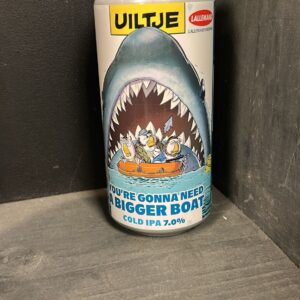 UILTJE
LALLEMAND
YOU'RE GONNA NEED
A BIGGER BOAT
COLD IPA 7.0%